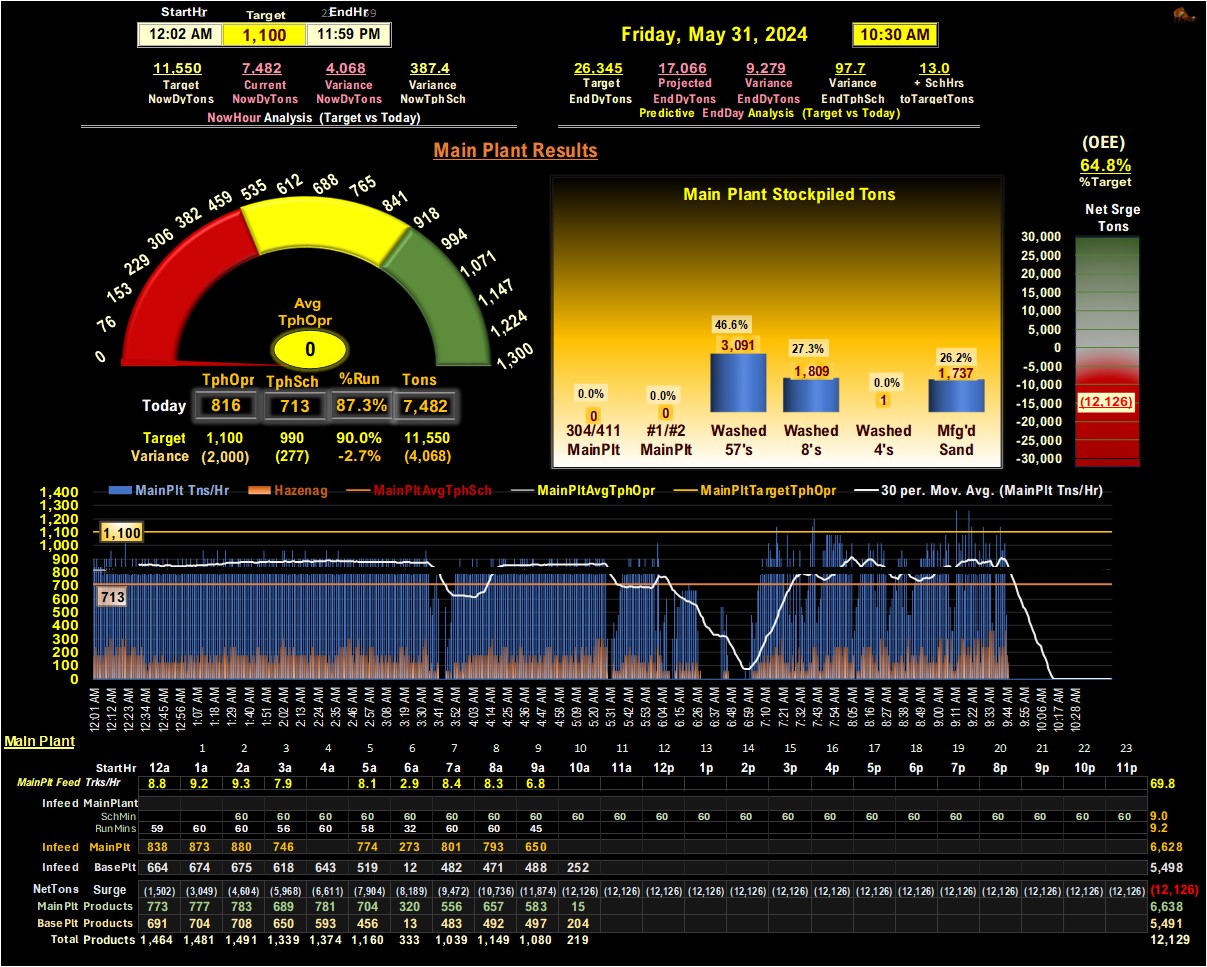 StartHr Target EndHr
12:02 AM 1,100 11:59 PM
Friday, May 31, 2024 10:30 AM
11,550 7,482 4,068 387.4
Target Current Variance Variance
NowDyTons NowDyTons NowDyTons NowTphSch
NowHour Analysis (Target vs Today)
26,345 17,066 9,279 97.7 13.0
Target Projected Variance Variance + SchHrs
EndDyTons EndDyTons EndDyTons EndTphSch toTargetTons
Predictive EndDay Analysis (Target vs Today)
Main Plant Results
(OEE)
64.8%
%Target
Net Srge
Tons
30,000
25,000
20,000
15,000
10,000
5,000
0
-5,000
-10,000
-15,000
-20,000
-25,000
-30,000
(12,126)
0 76 153 229 306 382 459 535 612 688 765 841 918 994 1,071 1,147 1,224 1,300
Avg
TphOpr
0
TphOpr TphSch %Run Tons
Today 816 713 87.3% 7,482
Target 1,100 990 90.0% 11,550
Variance (2,000) (277) -2.7% (4,068)
Main Plant Stockpiled Tons
0.0% 0.0% 46.6% 27.3% 0.0% 26.2%
0 0 3,091 1,809 1 1,737
304/411 #1/#2 Washed Washed Washed Mfg'd
MainPlt MainPlt 57's 8's 4's Sand
MainPlt Tns/Hr Hazenag MainPltAvgTphSch MainPltAvgTphOpr MainPltTargetTphOpr 30 per. Mov. Avg. (MainPlt Tns/Hr)
1,400
1,300
1,200
1,100
1,000
900
800
700
600
500
400
300
200
100
0
1,100
713
12:01 AM 12:12 AM 12:23 AM 12:34 AM 12:45 AM 12:56 AM 1:07 AM 1:18 AM 1:29 AM 1:40 AM 1:51 AM 2:02 AM 2:13 AM 2:24 AM 2:35 AM 2:46 AM 2:57 AM 3:08 AM 3:19 AM 3:30 AM 3:41 AM 3:52 AM 4:03 AM 4:14 AM 4:25 AM 4:36 AM 4:47 AM 4:58 AM 5:09 AM 5:20 AM 5:31 AM 5:42 AM 5:53 AM 6:04 AM 6:15 AM 6:26 AM 6:37 AM 6:48 AM 6:59 AM 7:10 AM 7:21 AM 7:32 AM 7:43 AM 7:54 AM 8:05 AM 8:16 AM 8:27 AM 8:38 AM 8:49 AM 9:00 AM 9:11 AM 9:22 AM 9:33 AM 9:44 AM 9:55 AM 10:06 AM 10:17 AM 10:28 AM
Main Plant
1 2 3 4 5 6 7 8 9 10 11 12 13 14 15 16 17 18 19 20 21 22 23
StartHr 12a 1a 2a 3a 4a 5a 6a 7a 8a 9a 10a 11a 12p 1p 2p 3p 4p 5p 6p 7p 8p 9p 10p 11p
MainPlt Feed Trks/Hr 8.8 9.2 9.3 7.9 8.1 2.9 8.4 8.3 6.8 69.8
Infeed MainPlant
SchMin 60 60 60 60 60 60 60 60 60 60 60 60 60 60 60 60 60 60 60 60 60 60 9.0
RunMins 59 60 60 56 60 58 32 60 60 45 9.2
Infeed MainPlt 838 873 880 746 774 273 801 793 650 6,628
Infeed BasePlt 664 674 675 618 643 519 12 482 471 488 252 5,498
NetTons Surge (1,502) (3,049) (4,604) (5,968) (6,611) (7,904) (8,189) (9,472) (10,736) (11,874) (12,126) (12,126) (12,126) (12,126) (12,126) (12,126) (12,126) (12,126) (12,126) (12,126) (12,126) (12,126) (12,126) (12,126) (12,126)
MainPlt Products 773 777 783 689 781 704 320 556 657 583 15 6,638
BasePlt Products 691 704 708 650 593 456 13 483 492 497 204 5,491
Total Products 1,464 1,481 1,491 1,339 1,374 1,160 333 1,039 1,149 1,080 219 12,129